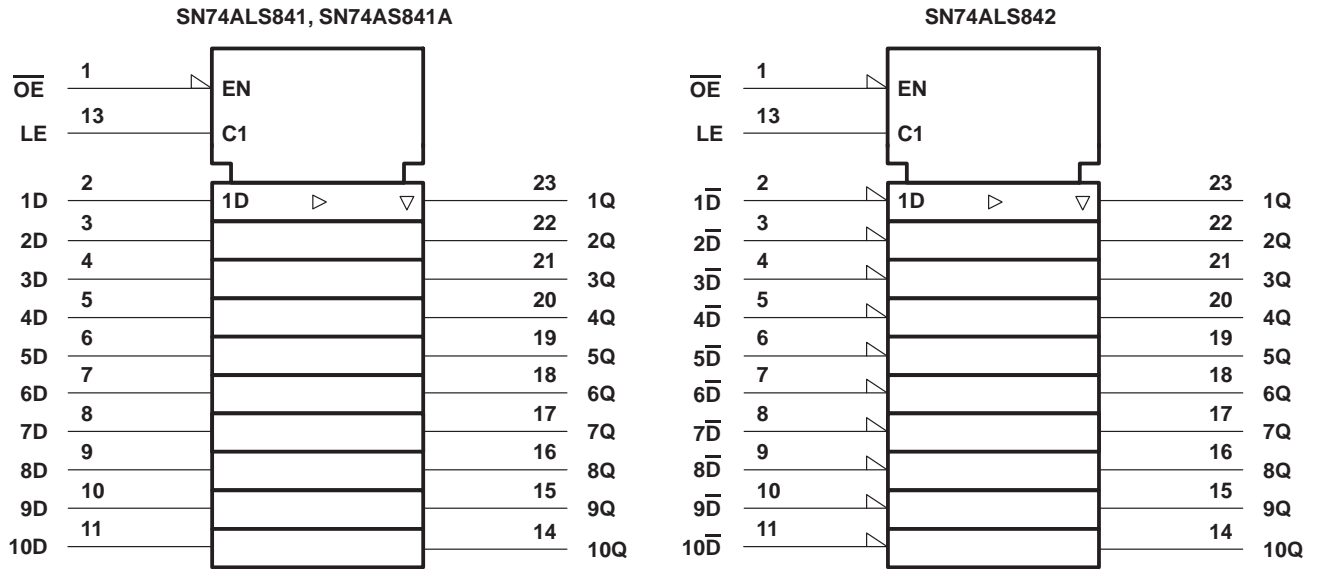 SN74ALS841, SN74AS841A
1
O̅E̅
EN
13
LE
C1
2
1D
1D
23
1Q
3
2D
22
2Q
4
3D
21
3Q
5
4D
20
4Q
6
5D
19
5Q
7
6D
18
6Q
8
7D
17
7Q
9
8D
16
8Q
10
9D
15
9Q
11
10D
14
10Q
SN74ALS842
1
O̅E̅
EN
13
LE
C1
2
1D̅
1D
23
1Q
3
2D̅
22
2Q
4
3D̅
21
3Q
5
4D̅
20
4Q
6
5D̅
19
5Q
7
6D̅
18
6Q
8
7D̅
17
7Q
9
8D̅
16
8Q
10
9D̅
15
9Q
11
10D̅
14
10Q